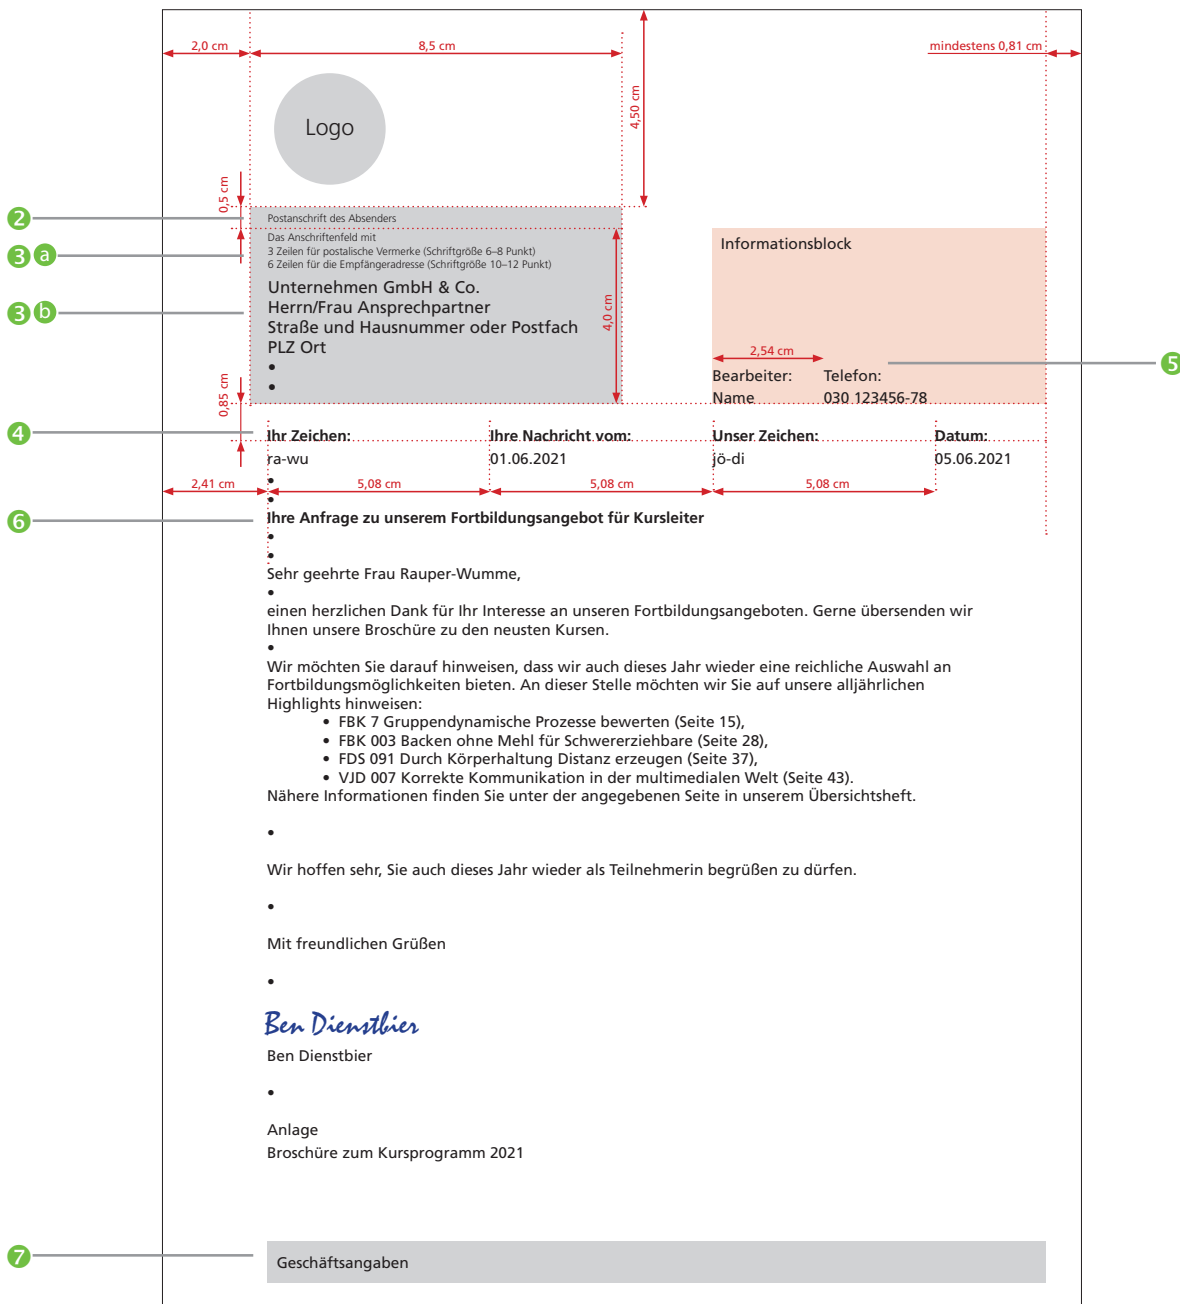 2,0 cm
8,5 cm
mindestens 0,81 cm
4,50 cm
Logo
0,5 cm
2
Postanschrift des Absenders
3 a
Das Anschriftenfeld mit
3 Zeilen für postalische Vermerke (Schriftgröße 6–8 Punkt)
6 Zeilen für die Empfängeradresse (Schriftgröße 10–12 Punkt)
Informationsblock
3 b
Unternehmen GmbH & Co.
Herrn/Frau Ansprechpartner
Straße und Hausnummer oder Postfach
PLZ Ort
•
•
4,0 cm
2,54 cm
5
Bearbeiter: Telefon:
Name 030 123456-78
0,85 cm
4
Ihr Zeichen: Ihre Nachricht vom: Unser Zeichen: Datum:
ra-wu 01.06.2021 jö-di 05.06.2021
•
2,41 cm 5,08 cm 5,08 cm 5,08 cm
•
6
Ihre Anfrage zu unserem Fortbildungsangebot für Kursleiter
•
•
Sehr geehrte Frau Rauper-Wumme,
•
einen herzlichen Dank für Ihr Interesse an unseren Fortbildungsangeboten. Gerne übersenden wir
Ihnen unsere Broschüre zu den neusten Kursen.
•
Wir möchten Sie darauf hinweisen, dass wir auch dieses Jahr wieder eine reichliche Auswahl an
Fortbildungsmöglichkeiten bieten. An dieser Stelle möchten wir Sie auf unsere alljährlichen
Highlights hinweisen:
• FBK 7 Gruppendynamische Prozesse bewerten (Seite 15),
• FBK 003 Backen ohne Mehl für Schwererziehbare (Seite 28),
• FDS 091 Durch Körperhaltung Distanz erzeugen (Seite 37),
• VJD 007 Korrekte Kommunikation in der multimedialen Welt (Seite 43).
Nähere Informationen finden Sie unter der angegebenen Seite in unserem Übersichtsheft.
•
Wir hoffen sehr, Sie auch dieses Jahr wieder als Teilnehmerin begrüßen zu dürfen.
•
Mit freundlichen Grüßen
•
Ben Dienstbier
Ben Dienstbier
•
Anlage
Broschüre zum Kursprogramm 2021
7
Geschäftsangaben